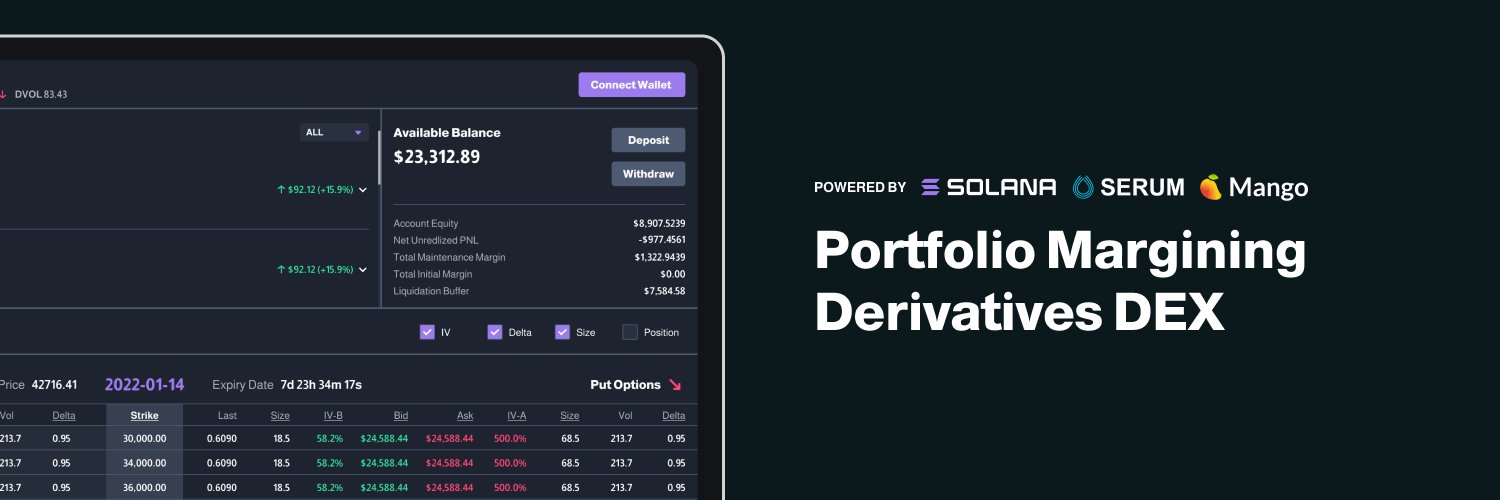 DVOL 83.43
Connect Wallet
ALL
Available Balance
$23,312.89
Deposit
Withdraw
↑ $92.12 (+15.9%)
↑ $92.12 (+15.9%)
Account Equity $8,907.5239
Net Unredlized PNL -$977.4561
Total Maintenance Margin $1,322.9439
Total Initial Margin $0.00
Liquidation Buffer $7,584.58
IV Delta Size Position
Price 42716.41 2022-01-14 Expiry Date 7d 23h 34m 17s Put Options
Vol Delta Strike Last Size IV-B Bid Ask IV-A Size Vol Delta
213.7 0.95 30,000.00 0.6090 18.5 58.2% $24,588.44 $24,588.44 500.0% 68.5 213.7 0.95
213.7 0.95 34,000.00 0.6090 18.5 58.2% $24,588.44 $24,588.44 500.0% 68.5 213.7 0.95
213.7 0.95 36,000.00 0.6090 18.5 58.2% $24,588.44 $24,588.44 500.0% 68.5 213.7 0.95
POWERED BY SOLANA SERUM Mango
Portfolio Margining
Derivatives DEX